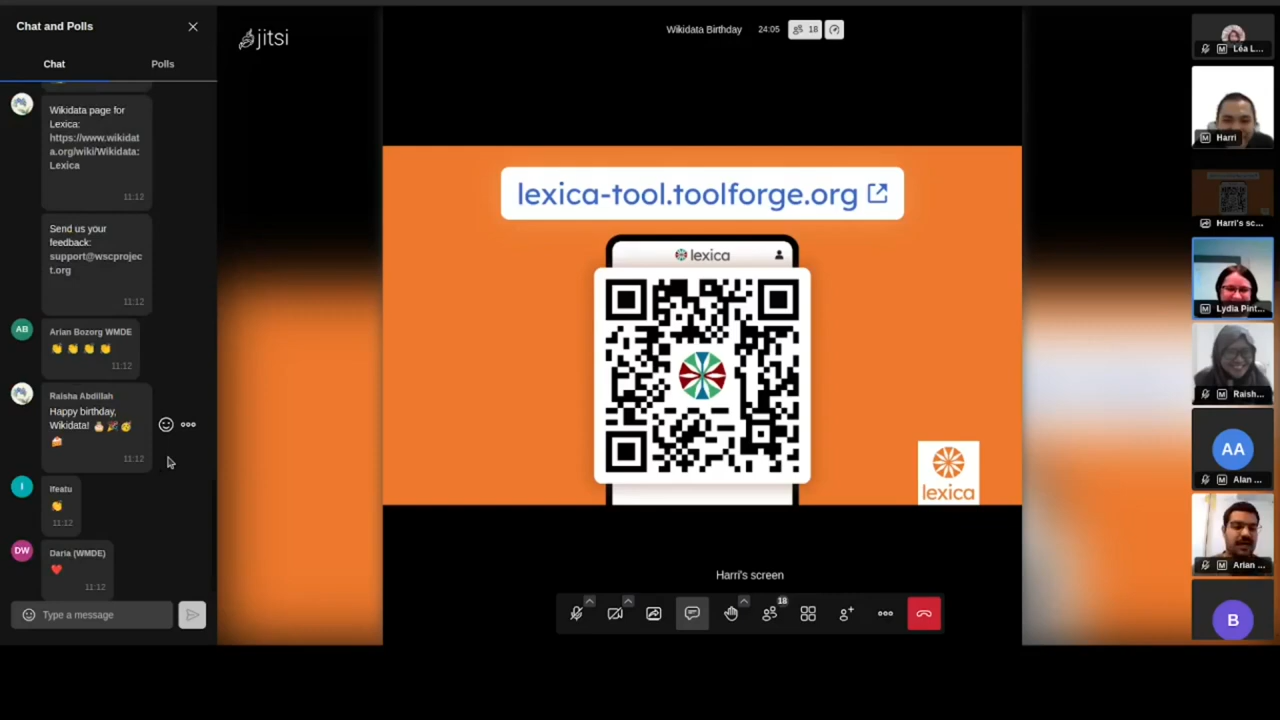 Chat and Polls
Chat
Polls
Wikidata page for
Lexica:
https://www.wikidat
a.org/wiki/Wikidata:
Lexica
11:12
Send us your
feedback:
support@wscprojec
t.org
11:12
AB
Arian Bozorg WMDE
👏 👏 👏 👏
11:12
Raisha Abdillah
Happy birthday,
Wikidata! 🎂🎉🥳
🍰
11:12
I
Ifeatu
👏
11:12
DW
Daria (WMDE)
❤️
11:12
Type a message
jitsi
Wikidata Birthday 24:05 18
lexica-tool.toolforge.org
lexica
lexica
Harri's screen
18
Léa L...
Harri
Harri's sc...
Lydia Pint...
Raish...
AA
Alan ...
Arian ...
B